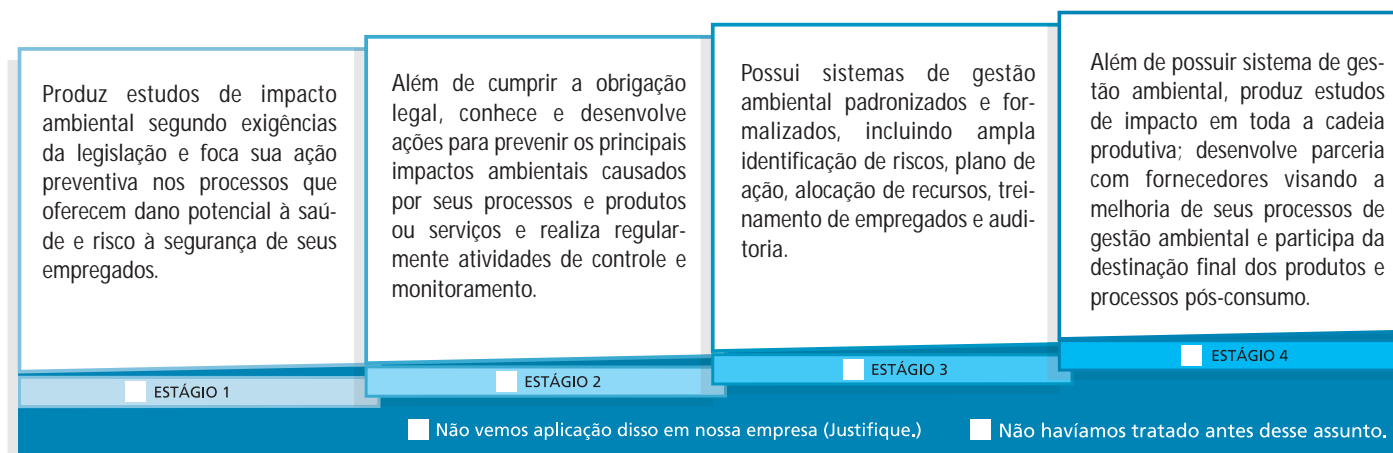 Produz estudos de impacto
ambiental segundo exigências
da legislação e foca sua ação
preventiva nos processos que
oferecem dano potencial à saú-
de e risco à segurança de seus
empregados.
ESTÁGIO 1
Além de cumprir a obrigação
legal, conhece e desenvolve
ações para prevenir os principais
impactos ambientais causados
por seus processos e produtos
ou serviços e realiza regular-
mente atividades de controle e
monitoramento.
ESTÁGIO 2
Possui sistemas de gestão
ambiental padronizados e for-
malizados, incluindo ampla
identificação de riscos, plano de
ação, alocação de recursos, trei-
namento de empregados e audi-
toria.
ESTÁGIO 3
Além de possuir sistema de ges-
tão ambiental, produz estudos
de impacto em toda a cadeia
produtiva; desenvolve parceria
com fornecedores visando a
melhoria de seus processos de
gestão ambiental e participa da
destinação final dos produtos e
processos pós-consumo.
ESTÁGIO 4
Não vemos aplicação disso em nossa empresa (Justifique.)
Não havíamos tratado antes desse assunto.